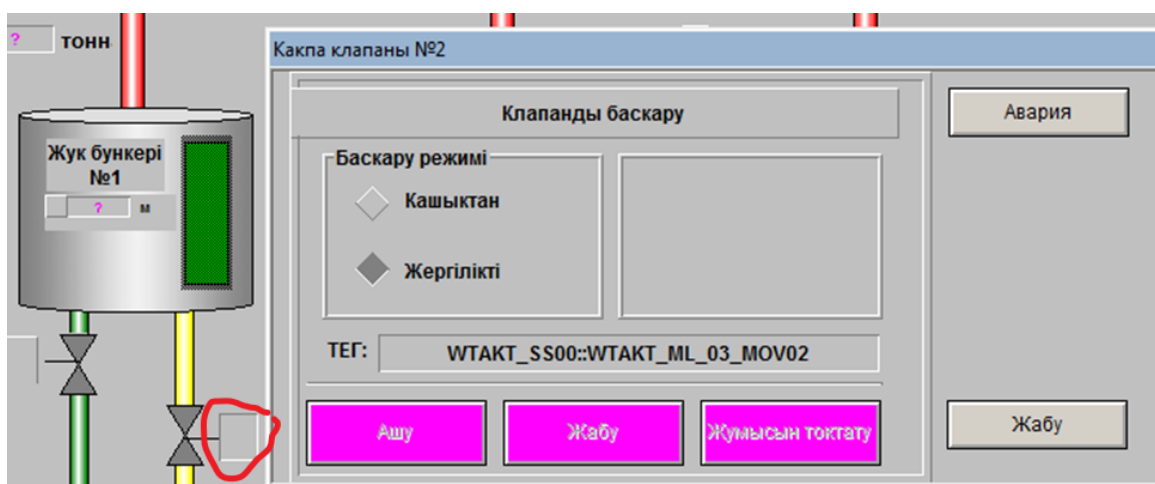 ? тонн
Какпа клапаны №2
Клапанды баскару
Авария
Жук бункері
№1
? м
Баскару режимі
Кашыктан
Жергілікті
ТЕГ: WTAKT_SS00::WTAKT_ML_03_MOV02
Ашу
Жабу
Жумысын токтату
Жабу